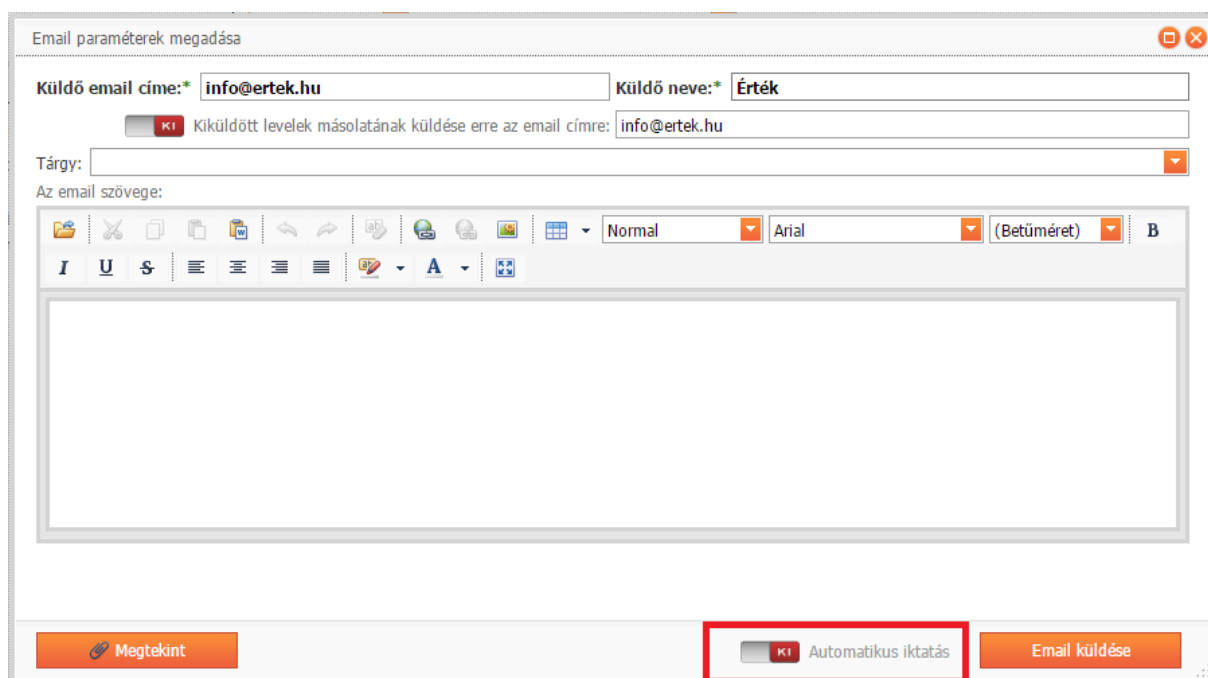 Email paraméterek megadása
Küldő email címe:* info@ertek.hu Küldő neve:* Érték
KI Kiküldött levelek másolatának küldése erre az email címre: info@ertek.hu
Tárgy:
Az email szövege:
Normal Arial (Betűméret) B
I U S A
Megtekint KI Automatikus iktatás Email küldése